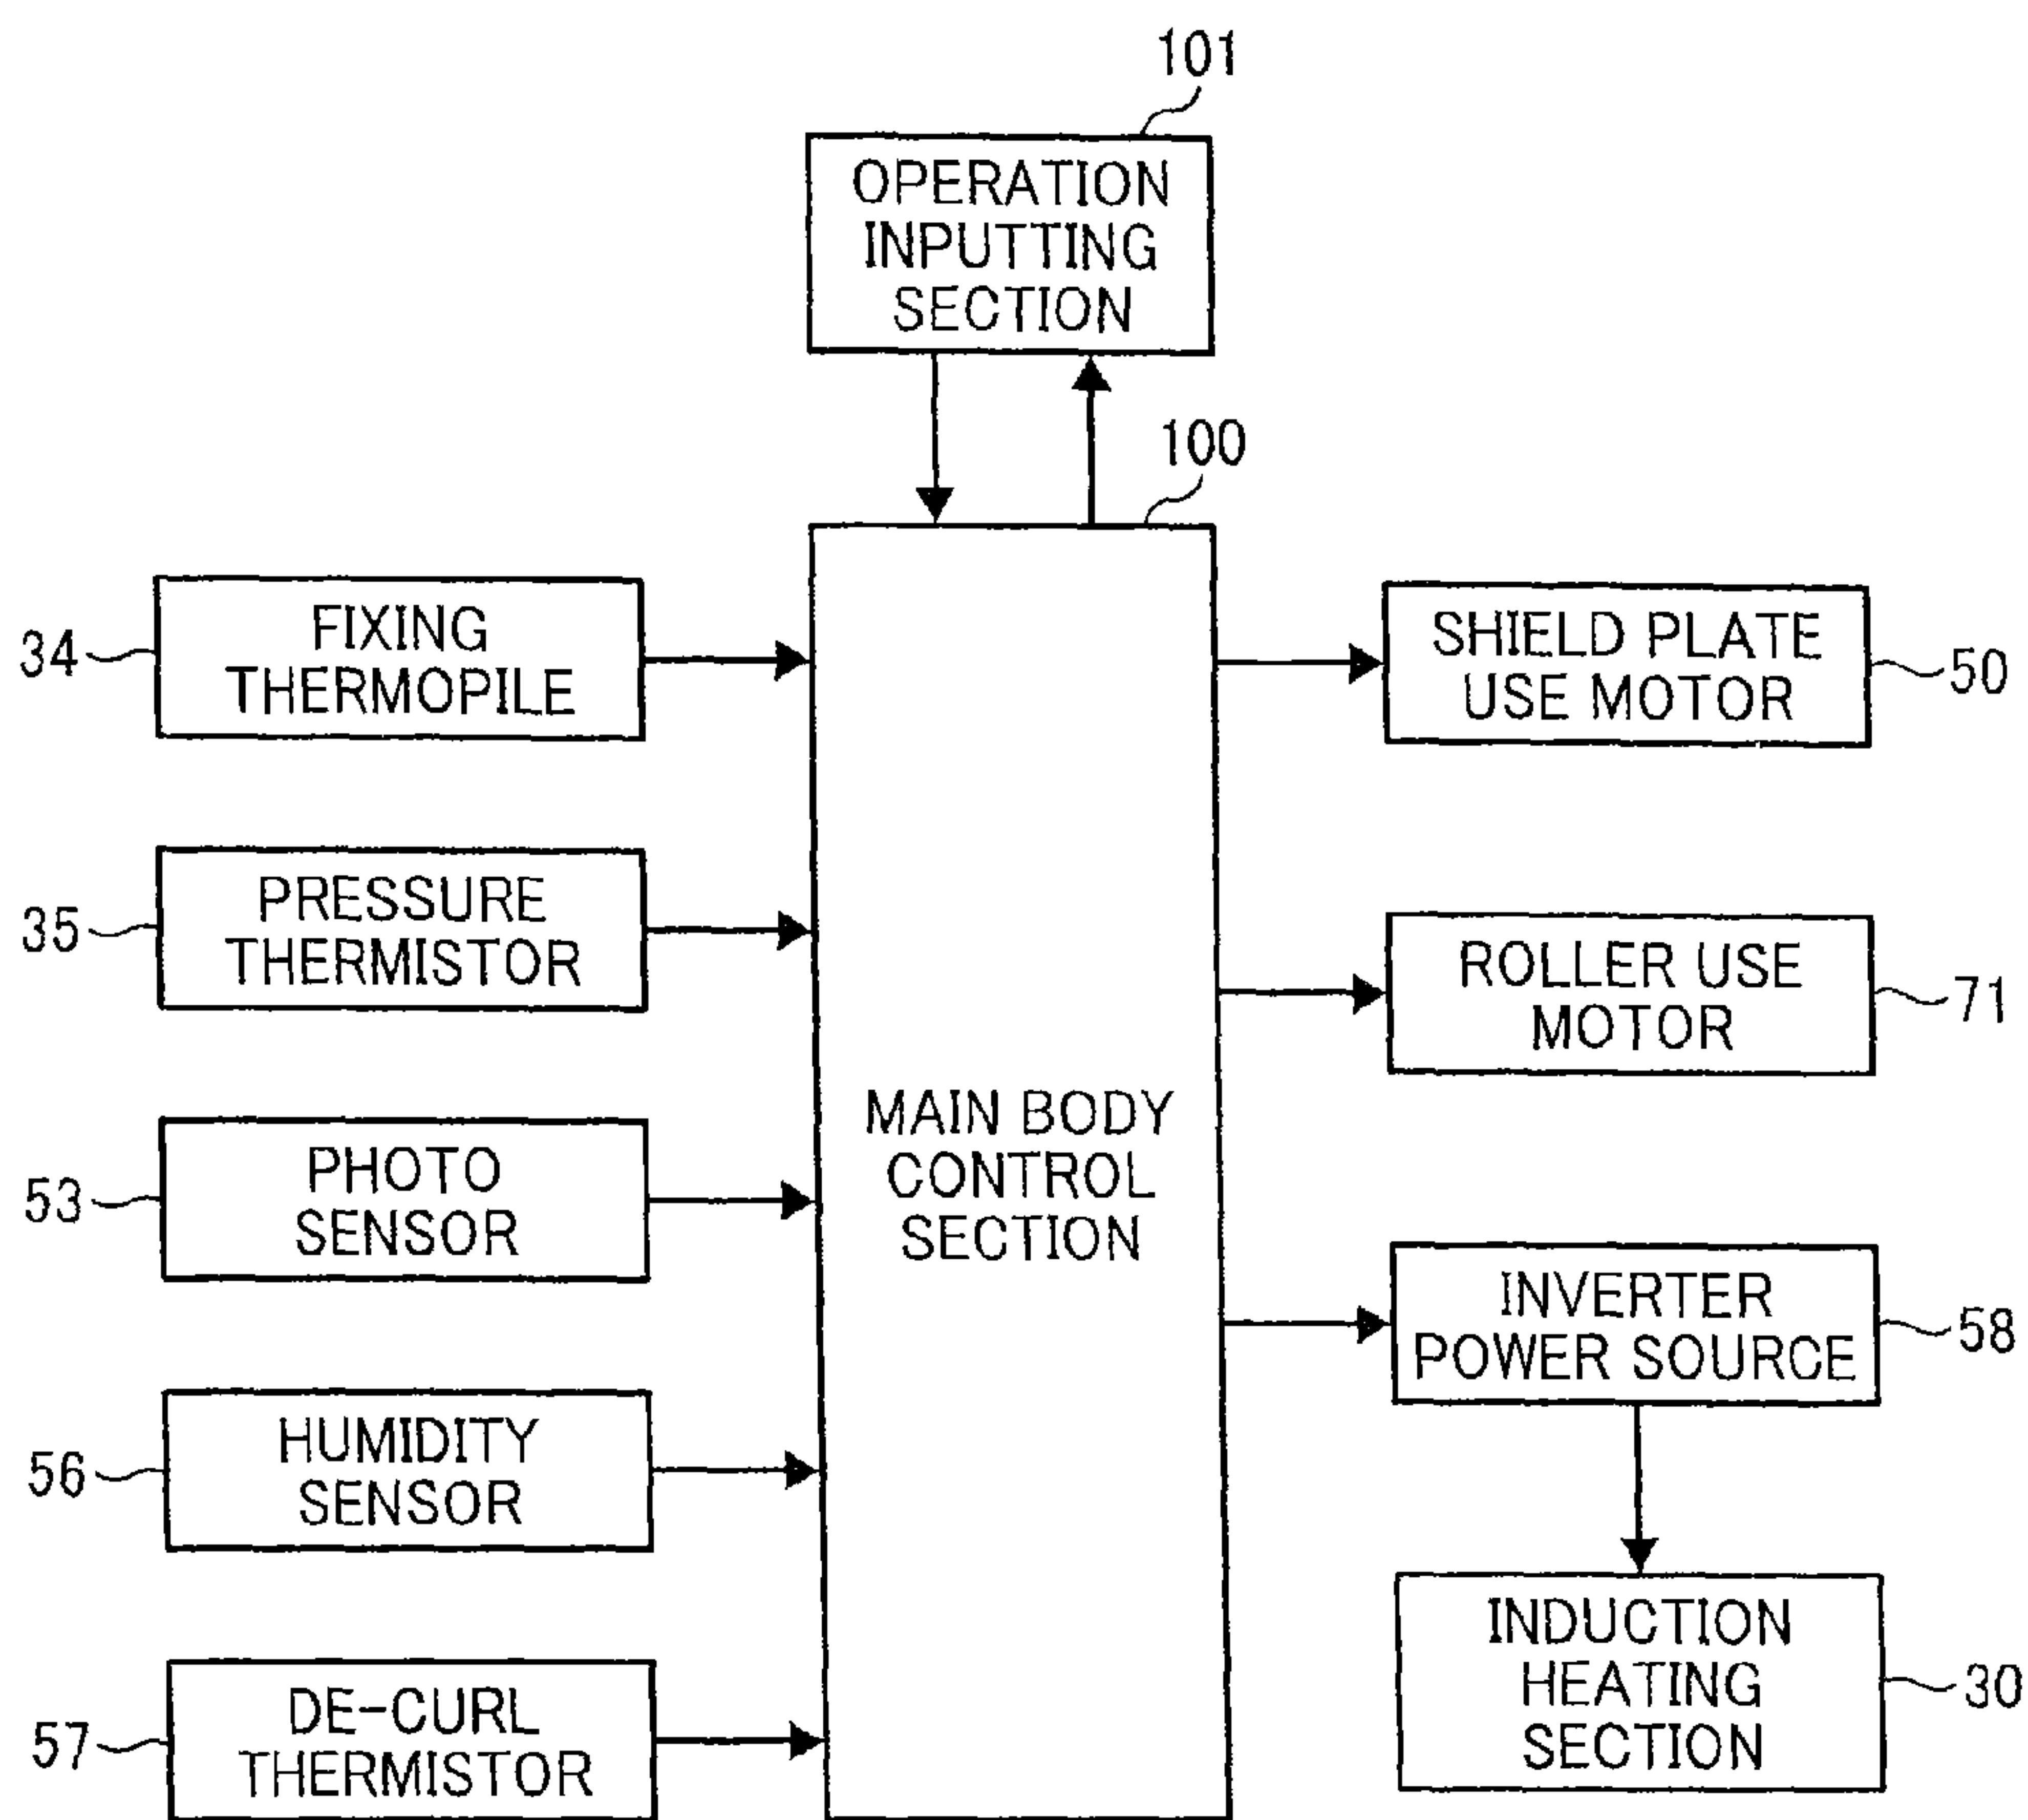 101
OPERATION
INPUTTING
SECTION
100
MAIN BODY
CONTROL
SECTION
34
FIXING
THERMOPILE
35
PRESSURE
THERMISTOR
53
PHOTO
SENSOR
56
HUMIDITY
SENSOR
57
DE-CURL
THERMISTOR
SHIELD PLATE
USE MOTOR
50
ROLLER USE
MOTOR
71
INVERTER
POWER SOURCE
58
INDUCTION
HEATING
SECTION
30